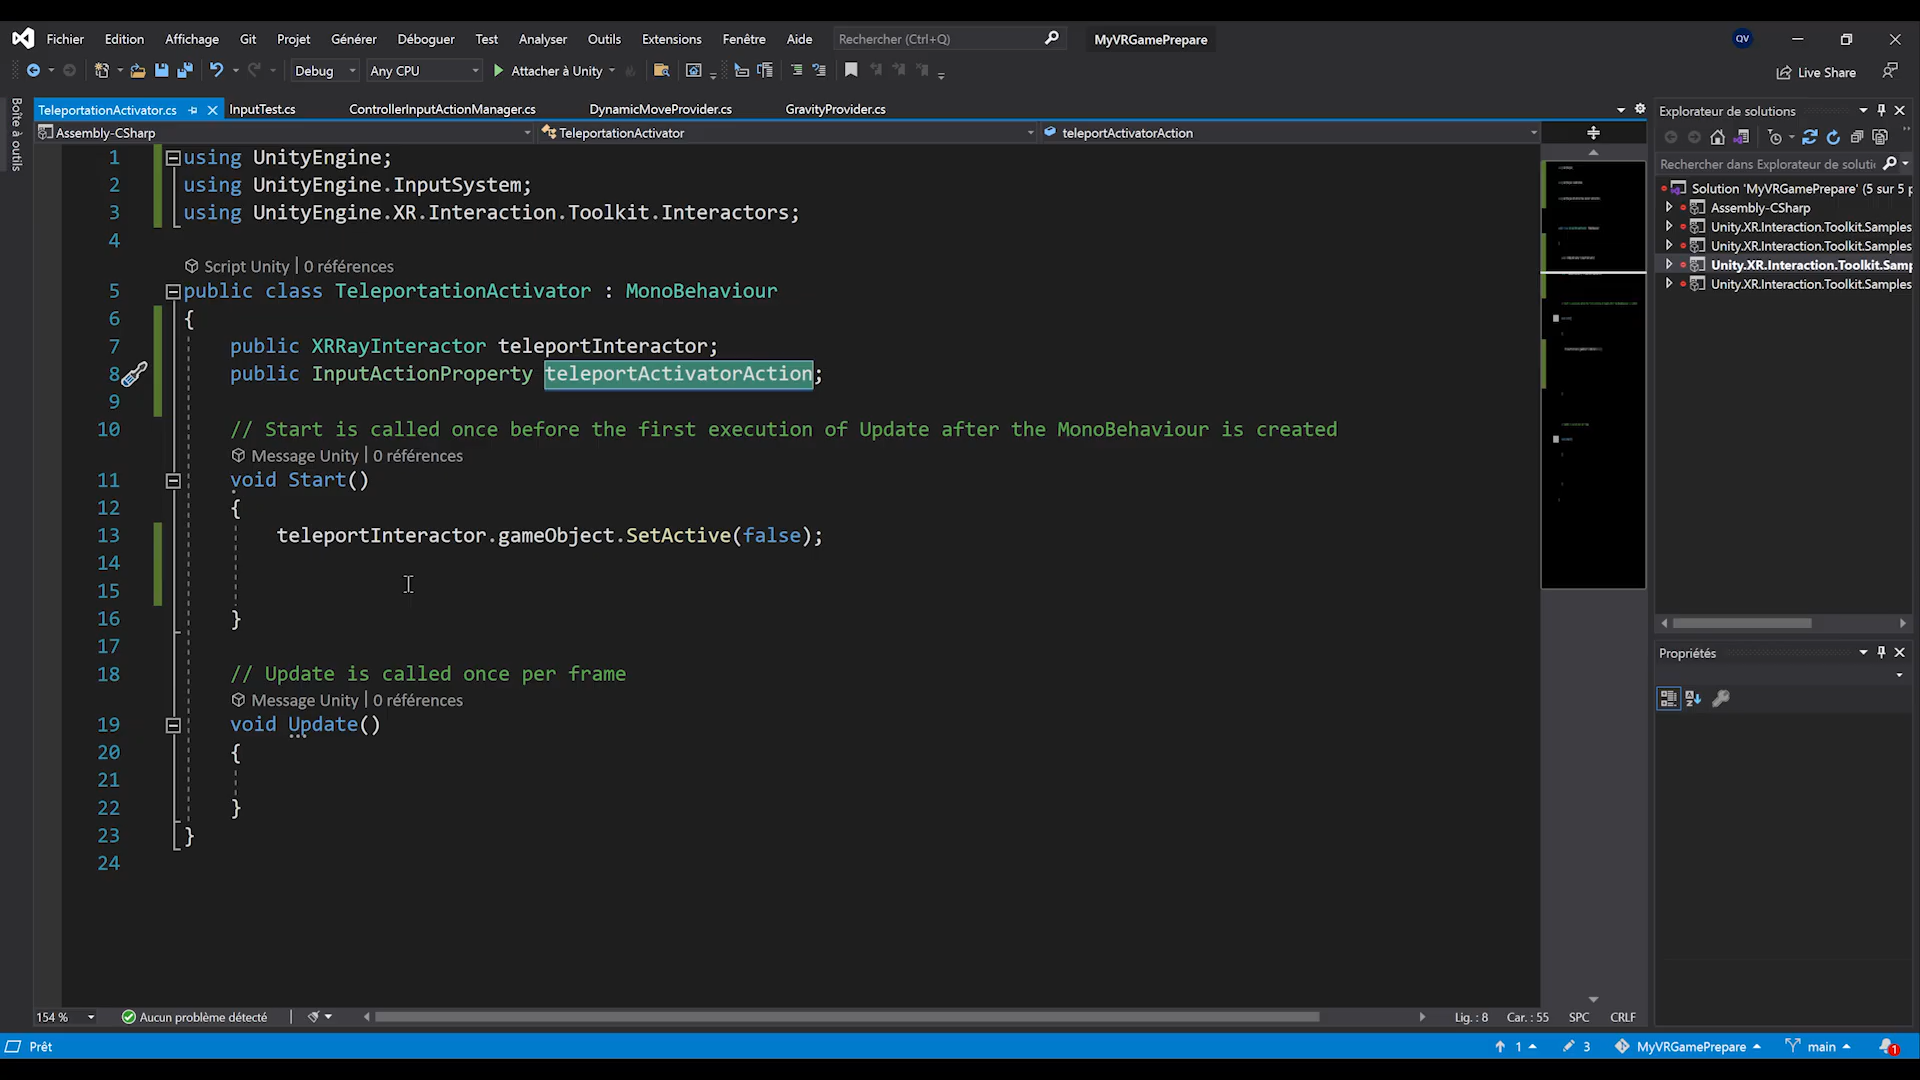 Fichier Edition Affichage Git Projet Générer Déboguer Test Analyser Outils Extensions Fenêtre Aide Rechercher (Ctrl+Q) MyVRGamePrepare QV
Debug Any CPU Attacher à Unity Live Share
Boîte à outils
TeleportationActivator.cs InputTest.cs ControllerInputActionManager.cs DynamicMoveProvider.cs GravityProvider.cs
Assembly-CSharp TeleportationActivator teleportActivatorAction
1 using UnityEngine;
2 using UnityEngine.InputSystem;
3 using UnityEngine.XR.Interaction.Toolkit.Interactors;
4
Script Unity | 0 références
5 public class TeleportationActivator : MonoBehaviour
6 {
7 public XRRayInteractor teleportInteractor;
8 public InputActionProperty teleportActivatorAction;
9
10 // Start is called once before the first execution of Update after the MonoBehaviour is created
Message Unity | 0 références
11 void Start()
12 {
13 teleportInteractor.gameObject.SetActive(false);
14
15
16 }
17
18 // Update is called once per frame
Message Unity | 0 références
19 void Update()
20 {
21
22 }
23 }
24
Explorateur de solutions
Rechercher dans Explorateur de soluti
Solution 'MyVRGamePrepare' (5 sur 5 p
Assembly-CSharp
Unity.XR.Interaction.Toolkit.Samples
Unity.XR.Interaction.Toolkit.Samples
Unity.XR.Interaction.Toolkit.Samp
Unity.XR.Interaction.Toolkit.Samples
Propriétés
154 % Aucun problème détecté Lig. : 8 Car. : 55 SPC CRLF
Prêt 1 3 MyVRGamePrepare main 1